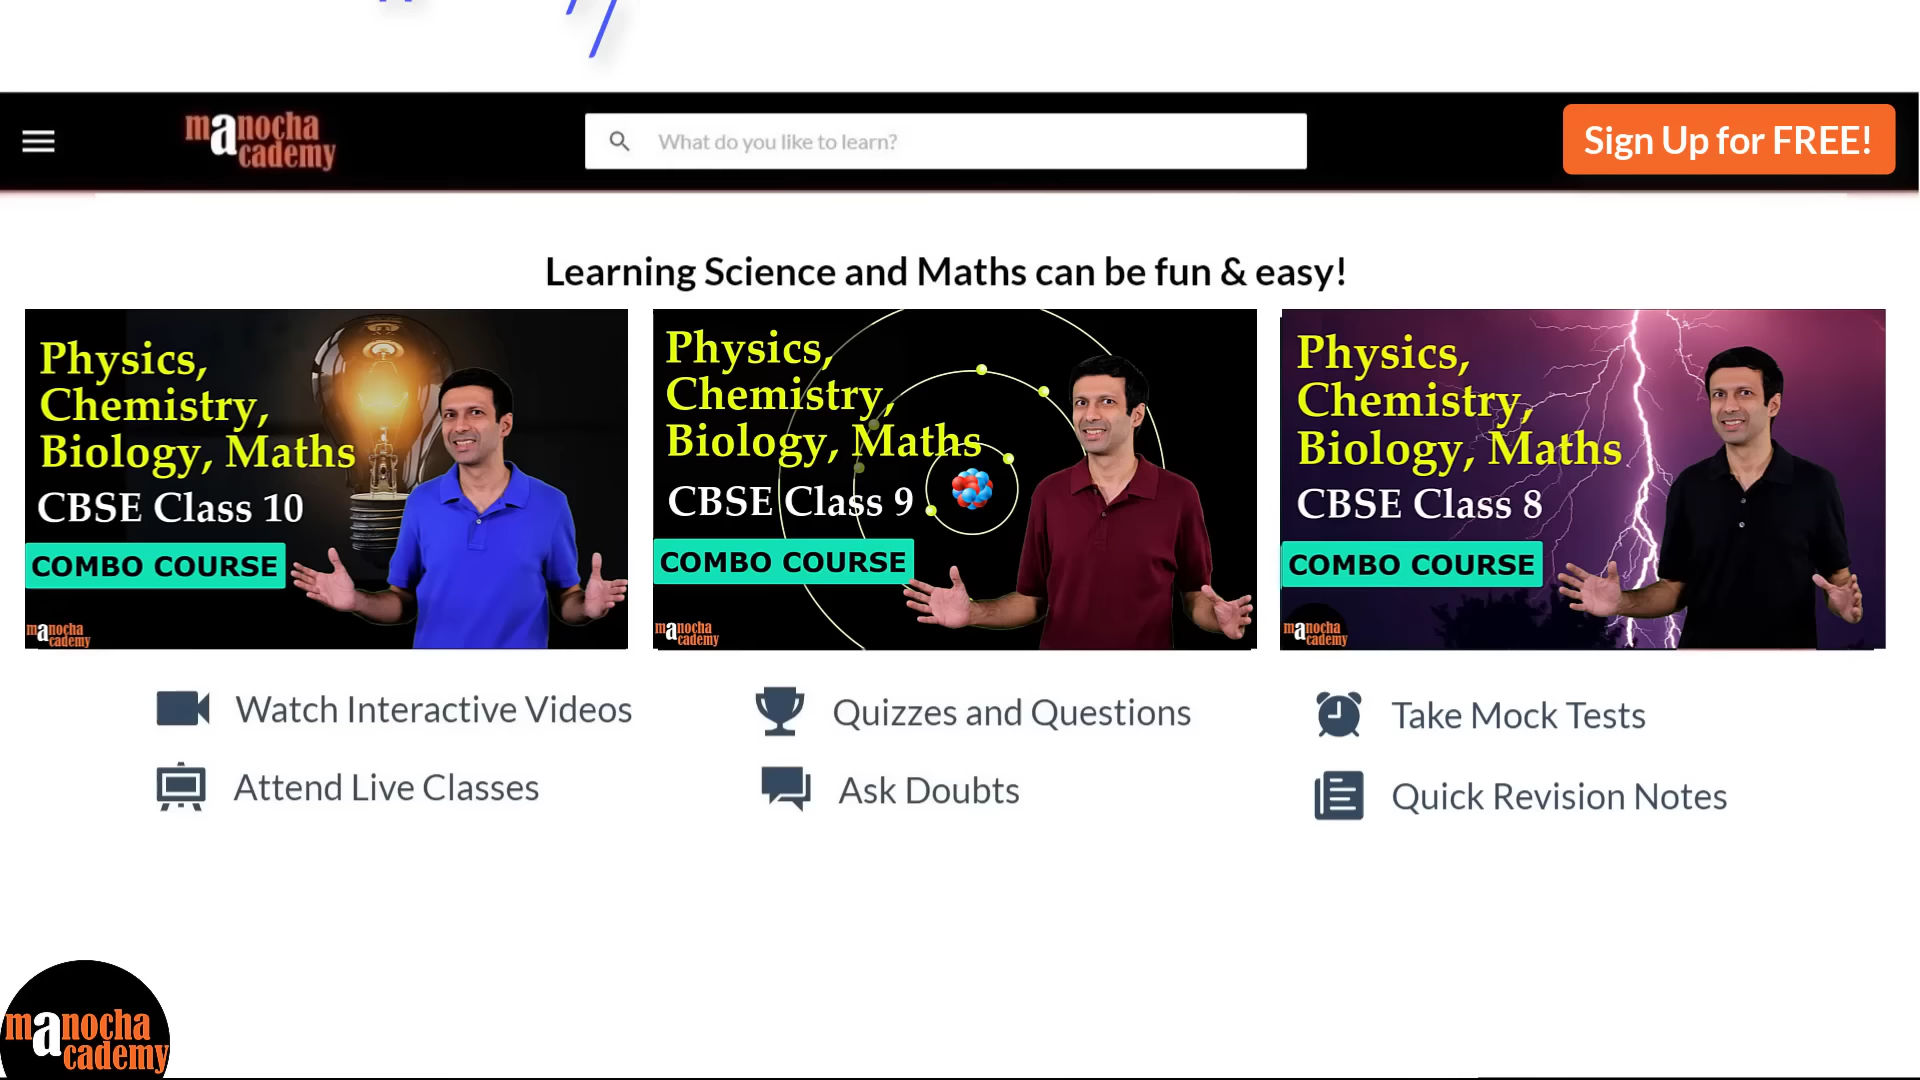 manocha
academy
What do you like to learn?
Sign Up for FREE!
Learning Science and Maths can be fun & easy!
Physics,
Chemistry,
Biology, Maths
CBSE Class 10
COMBO COURSE
manocha
academy
Physics,
Chemistry,
Biology, Maths
CBSE Class 9
COMBO COURSE
manocha
academy
Physics,
Chemistry,
Biology, Maths
CBSE Class 8
COMBO COURSE
manocha
academy
Watch Interactive Videos
Quizzes and Questions
Take Mock Tests
Attend Live Classes
Ask Doubts
Quick Revision Notes
manocha
academy